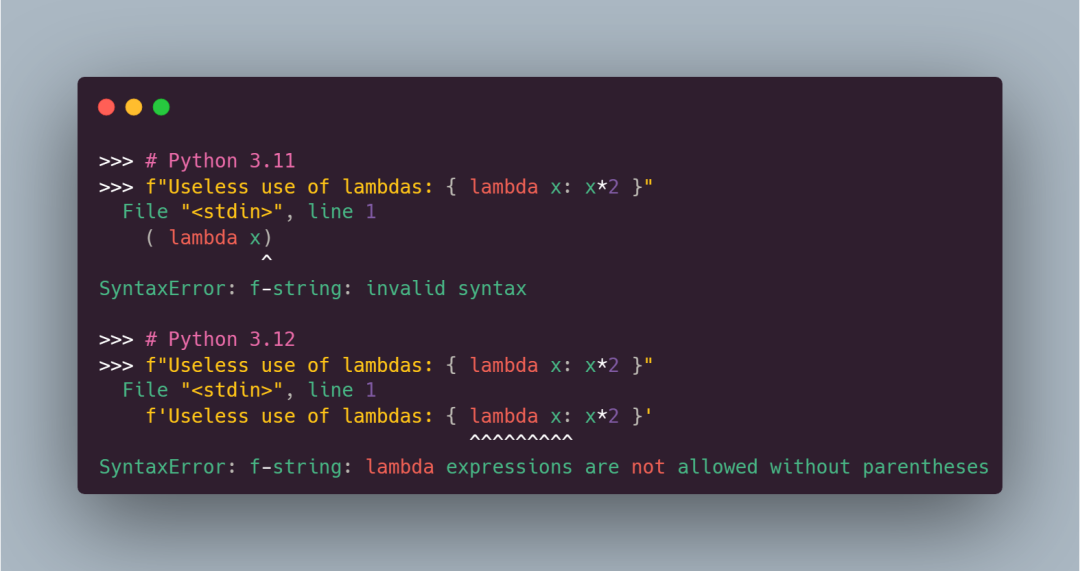 >>> # Python 3.11
>>> f"Useless use of lambdas: { lambda x: x*2 }"
  File "<stdin>", line 1
    ( lambda x)
              ^
SyntaxError: f-string: invalid syntax

>>> # Python 3.12
>>> f"Useless use of lambdas: { lambda x: x*2 }"
  File "<stdin>", line 1
    f'Useless use of lambdas: { lambda x: x*2 }'
                                ^^^^^^^^^
SyntaxError: f-string: lambda expressions are not allowed without parentheses